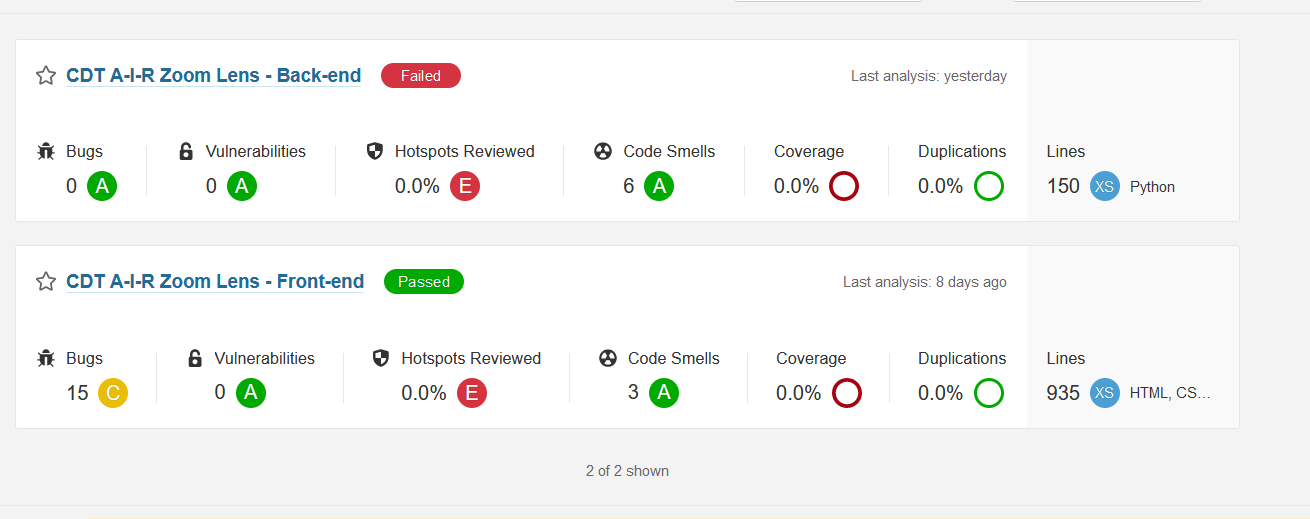 CDT A-I-R Zoom Lens - Back-end Failed Last analysis: yesterday
Bugs Vulnerabilities Hotspots Reviewed Code Smells Coverage Duplications Lines
0 A 0 A 0.0% E 6 A 0.0% 0.0% 150 XS Python
CDT A-I-R Zoom Lens - Front-end Passed Last analysis: 8 days ago
Bugs Vulnerabilities Hotspots Reviewed Code Smells Coverage Duplications Lines
15 C 0 A 0.0% E 3 A 0.0% 0.0% 935 XS HTML, CS...
2 of 2 shown